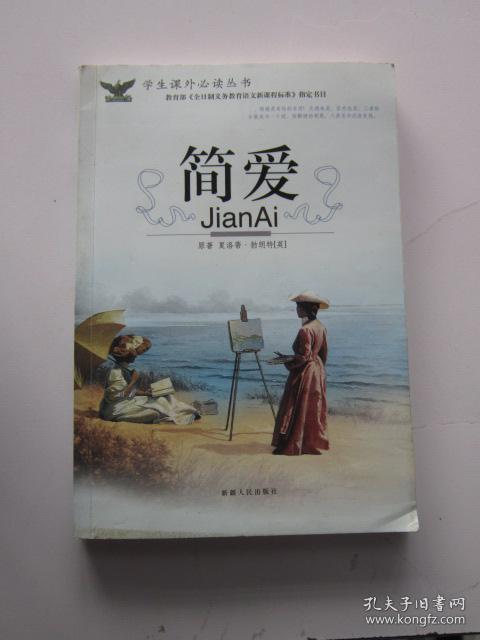 学生课外必读丛书
教育部《全日制义务教育语文新课程标准》指定书目
简爱
JianAi
原著 夏洛蒂·勃朗特[英]
新疆人民出版社
孔夫子旧书网
www.kongfz.com